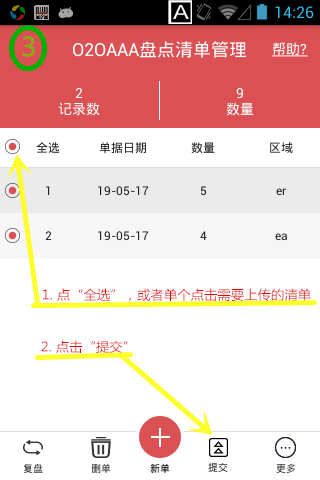 A 14:26
3 O2OAAA盘点清单管理 帮助?
2 9
记录数 数量
全选 单据日期 数量 区域
1 19-05-17 5 er
2 19-05-17 4 ea
1. 点“全选”，或者单个点击需要上传的清单
2. 点击“提交”
复盘 删单 新单 提交 更多